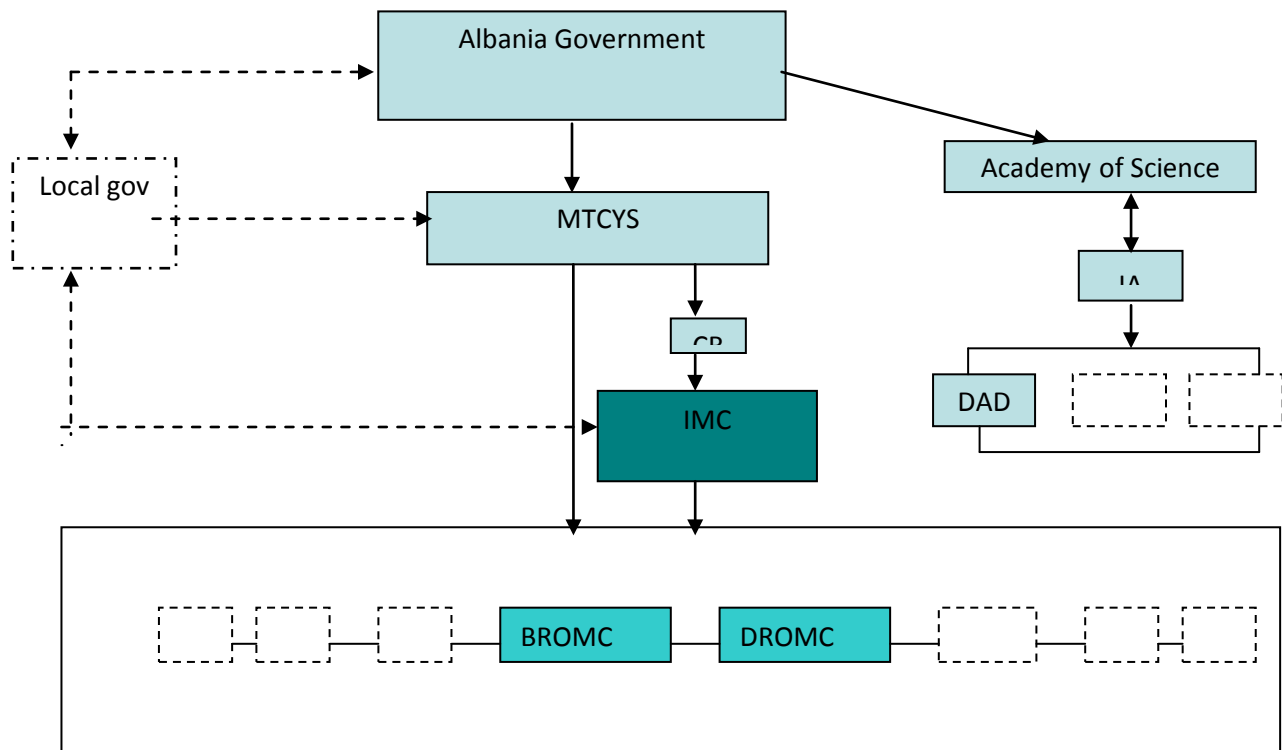 Albania Government
Academy of Science
Local gov
MTCYS
DAD
IMC
BROMC
DROMC